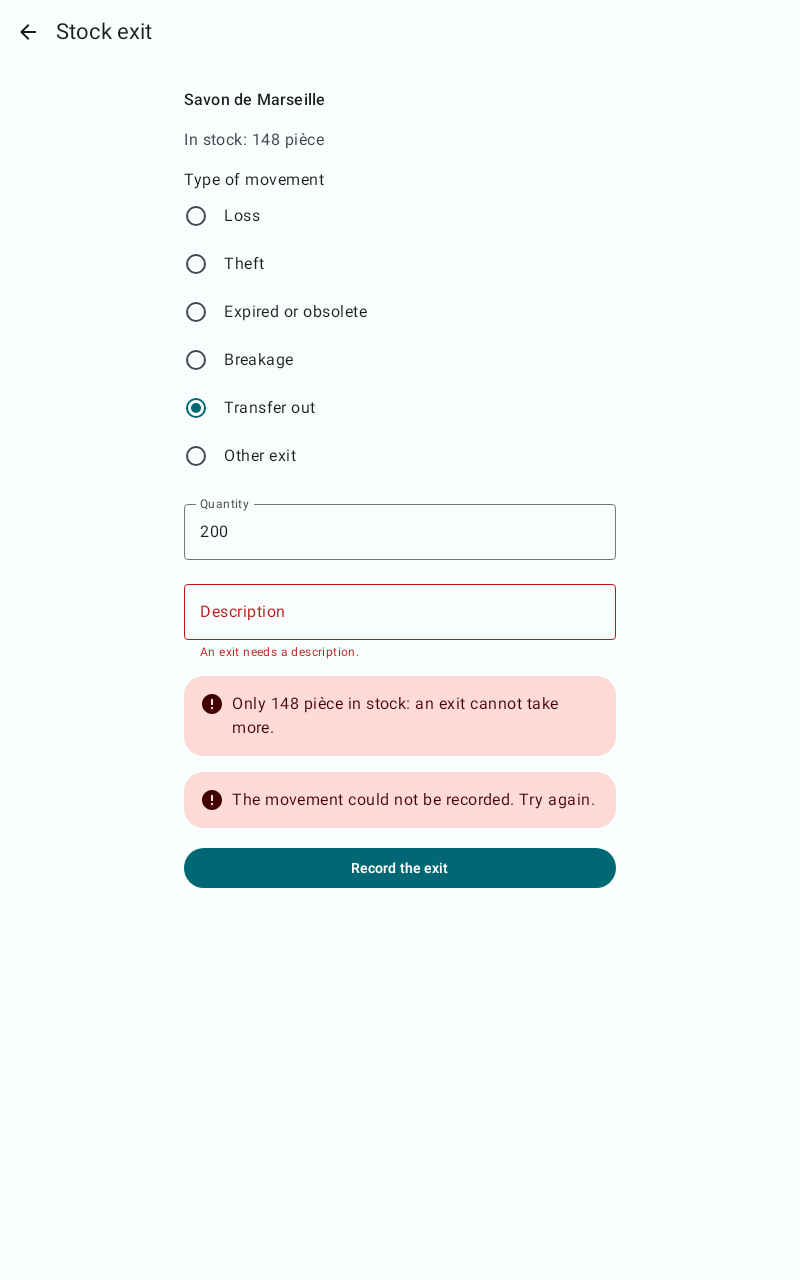 Stock exit
Savon de Marseille
In stock: 148 pièce
Type of movement
Loss
Theft
Expired or obsolete
Breakage
Transfer out
Other exit
Quantity
200
Description
An exit needs a description.
Only 148 pièce in stock: an exit cannot take
more.
The movement could not be recorded. Try again.
Record the exit